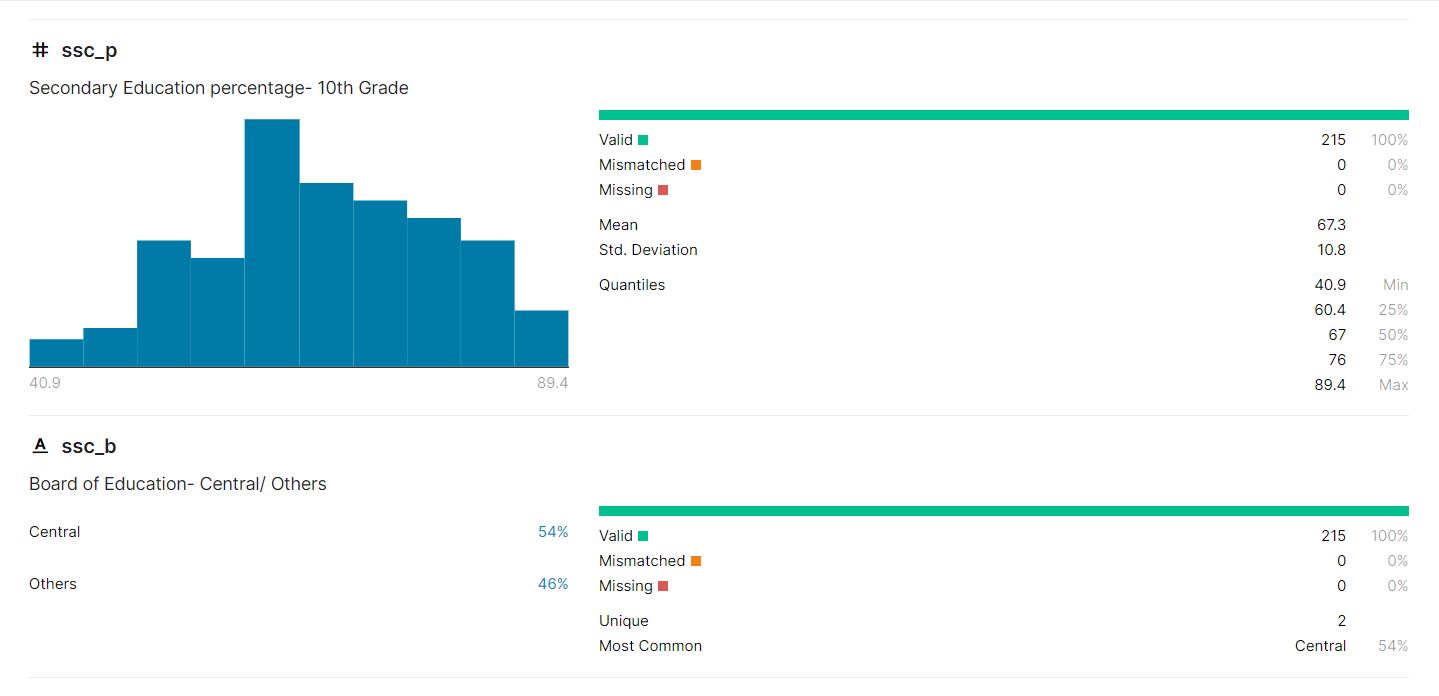 ssc_p
Secondary Education percentage- 10th Grade
40.9 89.4
Valid 215 100%
Mismatched 0 0%
Missing 0 0%
Mean 67.3
Std. Deviation 10.8
Quantiles 40.9 Min
60.4 25%
67 50%
76 75%
89.4 Max
A ssc_b
Board of Education- Central/ Others
Central 54%
Others 46%
Valid 215 100%
Mismatched 0 0%
Missing 0 0%
Unique 2
Most Common Central 54%